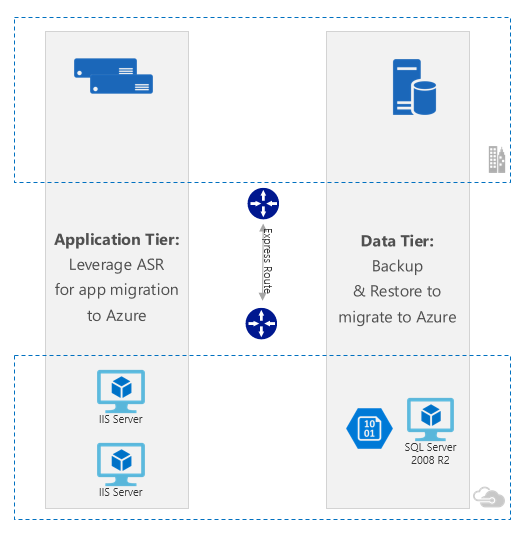 Application Tier:
Leverage ASR
for app migration
to Azure
Express Route
Data Tier:
Backup
& Restore to
migrate to Azure
IIS Server
IIS Server
10
01
SQL Server
2008 R2